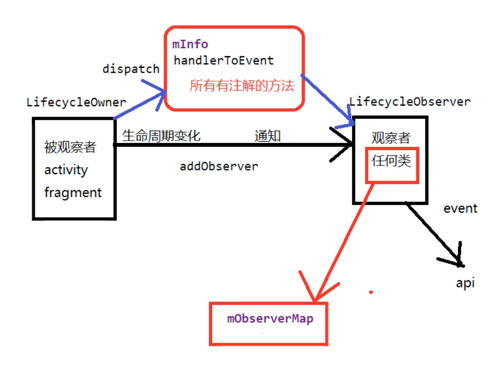 mInfo
handlerToEvent
所有有注解的方法
dispatch
LifecycleOwner
LifecycleObserver
被观察者
activity
fragment
生命周期变化 通知
addObserver
观察者
任何类
event
api
mObserverMap